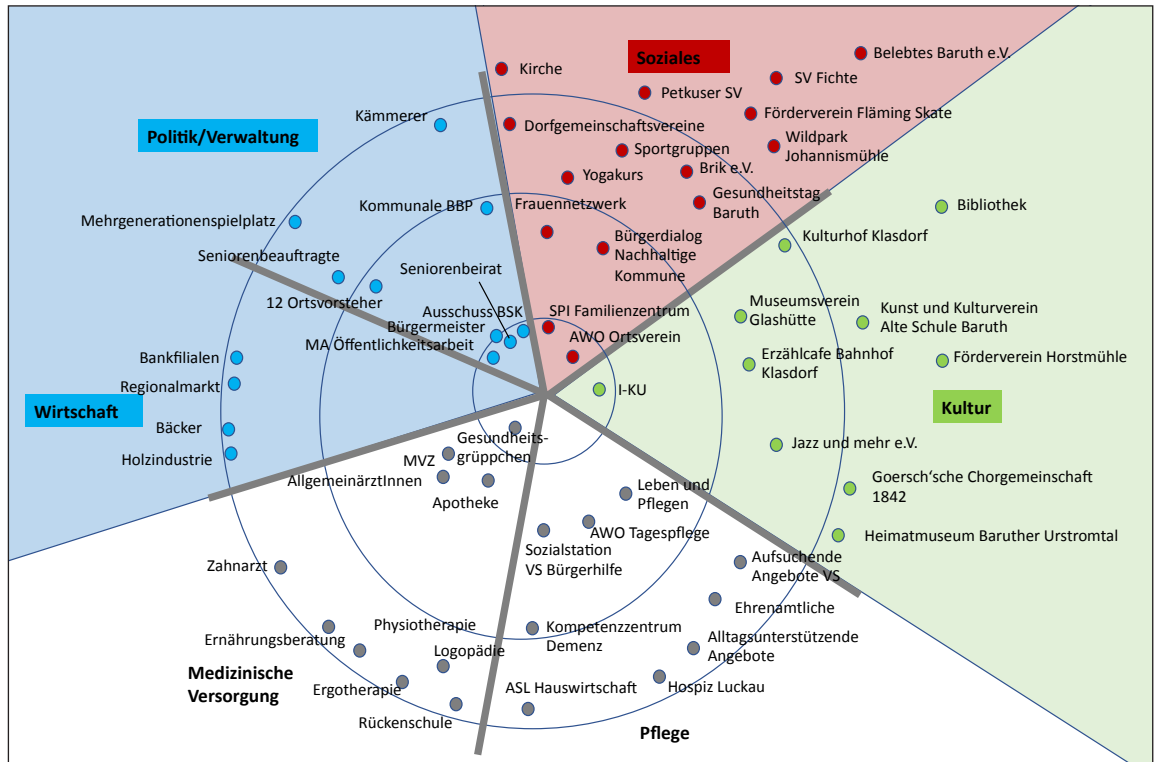 Kirche
Soziales
Belebtes Baruth e.V.
SV Fichte
Petkuser SV
Förderverein Fläming Skate
Kämmerer
Politik/Verwaltung
Dorfgemeinschaftsvereine
Wildpark
Johannismühle
Sportgruppen
Brik e.V.
Yogakurs
Gesundheitstag
Baruth
Kommunale BBP
Frauennetzwerk
Bibliothek
Mehrgenerationenspielplatz
Kulturhof Klasdorf
Bürgerdialog
Nachhaltige
Kommune
Seniorenbeauftragte
Seniorenbeirat
12 Ortsvorsteher
Ausschuss BSK
SPI Familienzentrum
Museumsverein
Glashütte
Kunst und Kulturverein
Alte Schule Baruth
Bürgermeister
MA Öffentlichkeitsarbeit
AWO Ortsverein
Bankfilialen
Erzählcafe Bahnhof
Klasdorf
Förderverein Horstmühle
Regionalmarkt
I-KU
Wirtschaft
Kultur
Bäcker
Holzindustrie
Gesundheits-
grüppchen
Jazz und mehr e.V.
MVZ
AllgemeinärztInnen
Apotheke
Leben und
Pflegen
Goersch‘sche Chorgemeinschaft
1842
AWO Tagespflege
Heimatmuseum Baruther Urstromtal
Sozialstation
VS Bürgerhilfe
Zahnarzt
Aufsuchende
Angebote VS
Ehrenamtliche
Physiotherapie
Ernährungsberatung
Kompetenzzentrum
Demenz
Alltagsunterstützende
Angebote
Logopädie
Medizinische
Versorgung
Ergotherapie
ASL Hauswirtschaft
Hospiz Luckau
Rückenschule
Pflege